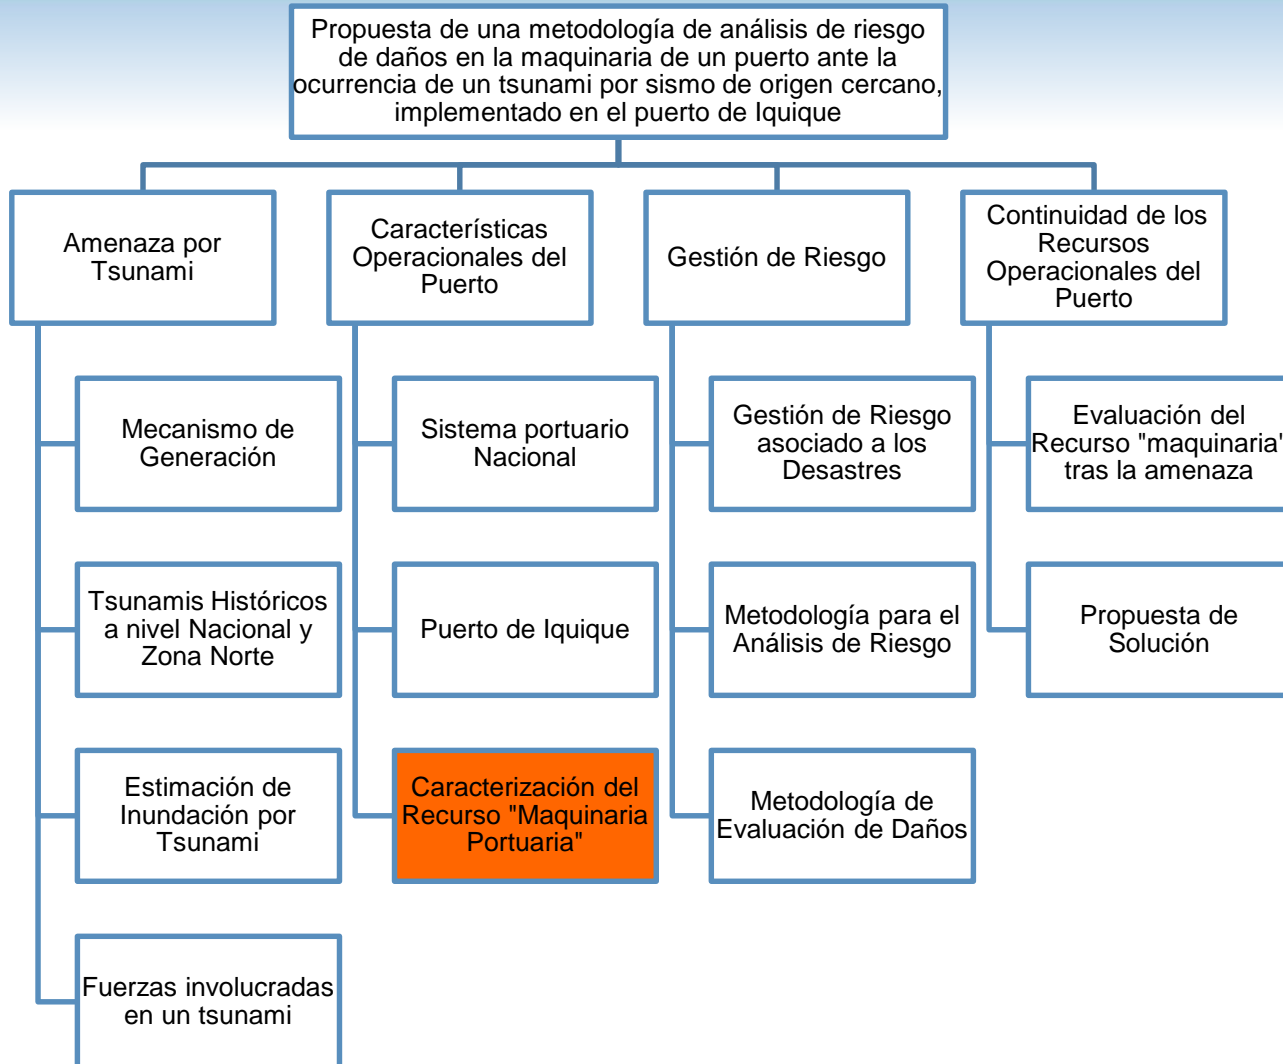 Propuesta de una metodología de análisis de riesgo
de daños en la maquinaria de un puerto ante la
ocurrencia de un tsunami por sismo de origen cercano,
implementado en el puerto de Iquique
Amenaza por
Tsunami
Características
Operacionales del
Puerto
Gestión de Riesgo
Continuidad de los
Recursos
Operacionales del
Puerto
Mecanismo de
Generación
Sistema portuario
Nacional
Gestión de Riesgo
asociado a los
Desastres
Evaluación del
Recurso "maquinaria"
tras la amenaza
Tsunamis Históricos
a nivel Nacional y
Zona Norte
Puerto de Iquique
Metodología para el
Análisis de Riesgo
Propuesta de
Solución
Estimación de
Inundación por
Tsunami
Caracterización del
Recurso "Maquinaria
Portuaria"
Metodología de
Evaluación de Daños
Fuerzas involucradas
en un tsunami